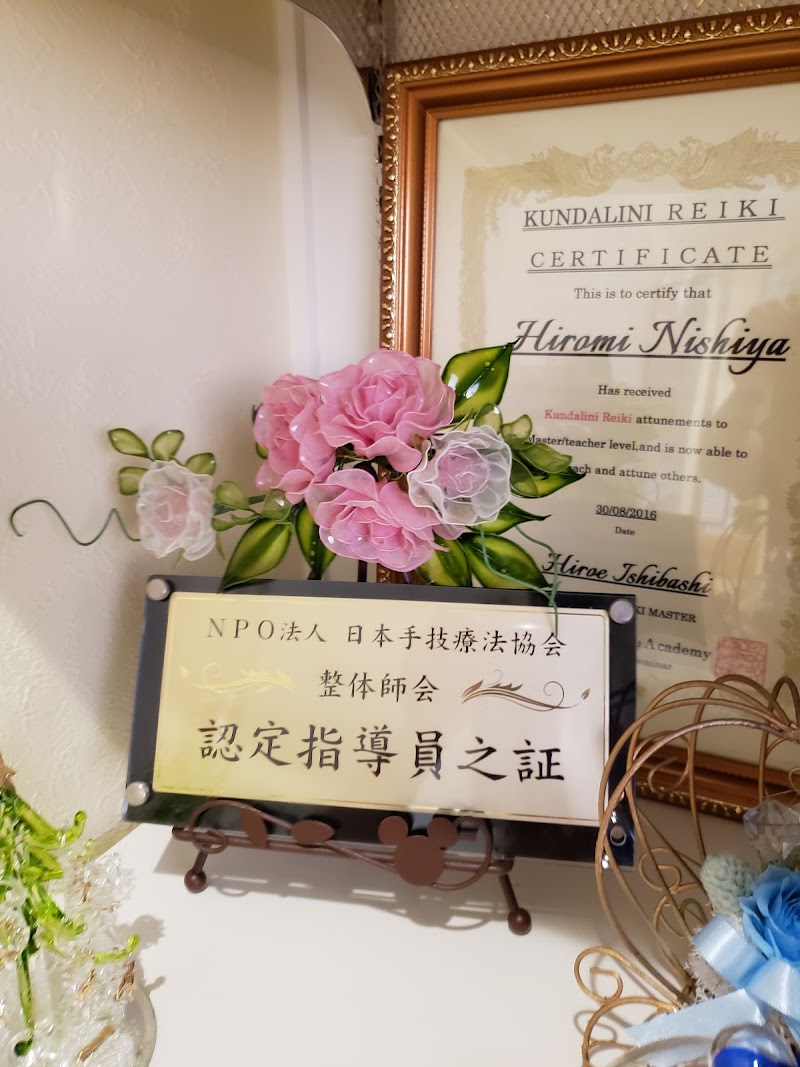 KUNDALINI REIKI
CERTIFICATE
This is to certify that
Hiromi Nishiya
Has received
Kundalini Reiki attunements to
Master/teacher level,and is now able to
and attune others.
30/08/2016
Date
Hiroe Ishibashi
MASTER
Academy
NPO法人 日本手技療法協会
整体師会
認定指導員之証